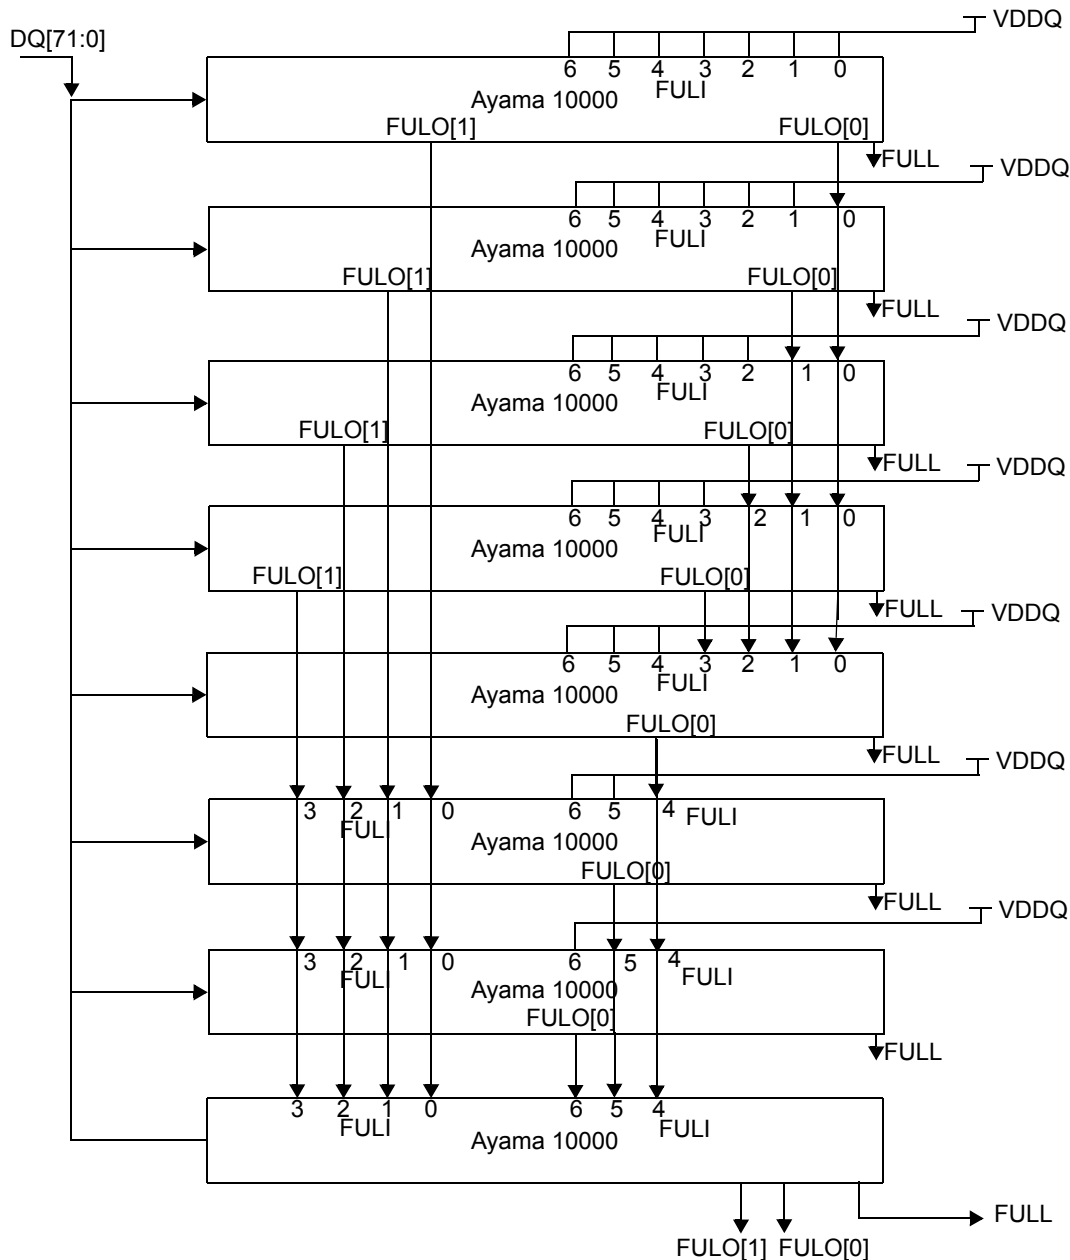 VDDQ
DQ[71:0]
6 5 4 3 2 1 0
FULI
Ayama 10000
FULO[1] FULO[0]
FULL
VDDQ
6 5 4 3 2 1 0
FULI
Ayama 10000
FULO[1] FULO[0]
FULL
VDDQ
6 5 4 3 2 1 0
FULI
Ayama 10000
FULO[1] FULO[0]
FULL
VDDQ
6 5 4 3 2 1 0
FULI
Ayama 10000
FULO[1] FULO[0]
FULL
VDDQ
6 5 4 3 2 1 0
FULI
Ayama 10000
FULO[0]
FULL
VDDQ
3 2 1 0 6 5 4
FULI FULI
Ayama 10000
FULO[0]
FULL
VDDQ
3 2 1 0 6 5 4
FULI FULI
Ayama 10000
FULO[0]
FULL
3 2 1 0 6 5 4
FULI FULI
Ayama 10000
FULL
FULO[1] FULO[0]